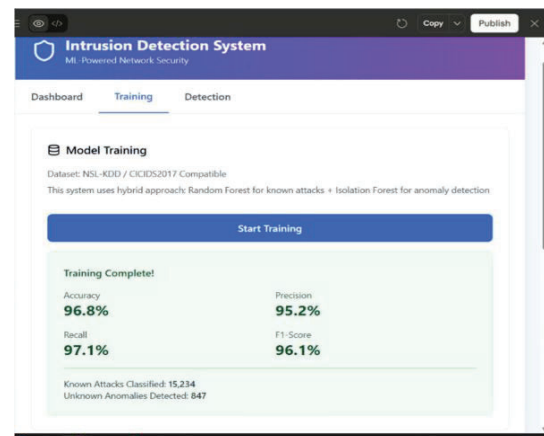 </>
Copy
Publish
Intrusion Detection System
ML-Powered Network Security
Dashboard Training Detection
Model Training
Dataset: NSL-KDD / CICIDS2017 Compatible
This system uses hybrid approach: Random Forest for known attacks + Isolation Forest for anomaly detection
Start Training
Training Complete!
Accuracy Precision
96.8% 95.2%
Recall F1-Score
97.1% 96.1%
Known Attacks Classified: 15,234
Unknown Anomalies Detected: 847